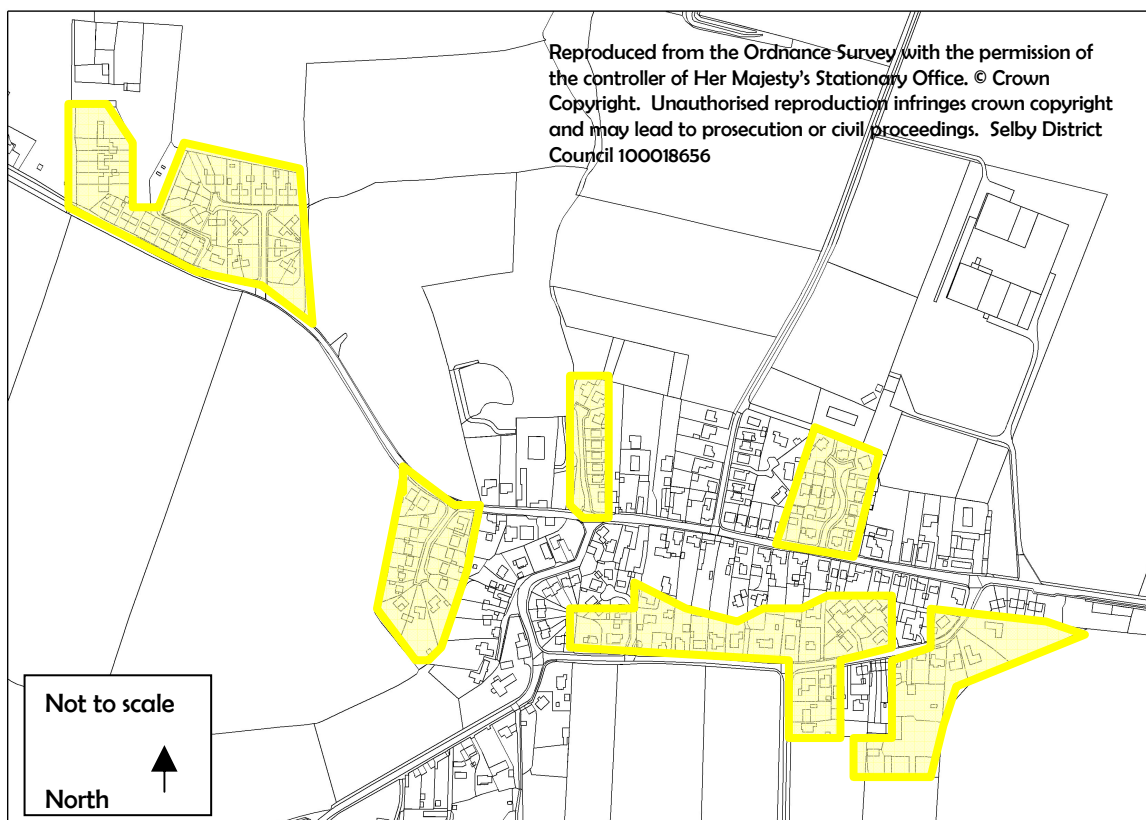 Reproduced from the Ordnance Survey with the permission of
the controller of Her Majesty's Stationary Office. © Crown
Copyright. Unauthorised reproduction infringes crown copyright
and may lead to prosecution or civil proceedings. Selby District
Council 100018656
Not to scale
North